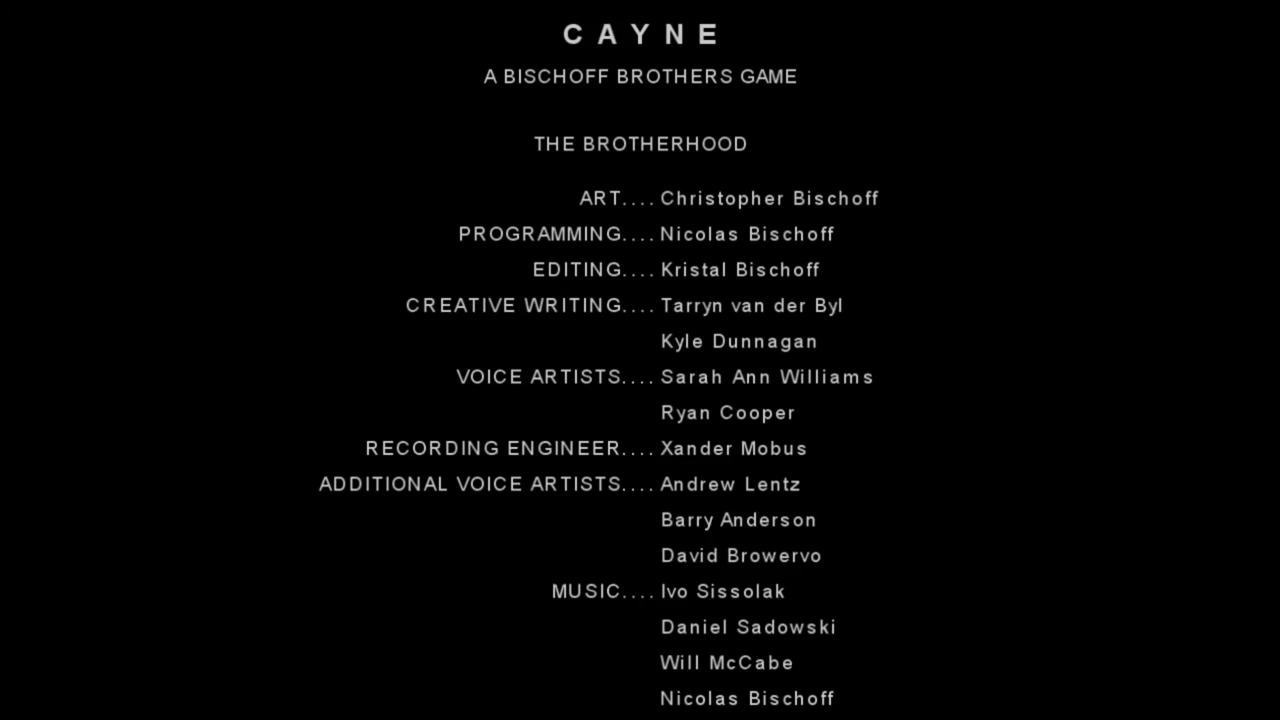 CAYNE
A BISCHOFF BROTHERS GAME
THE BROTHERHOOD
ART.... Christopher Bischoff
PROGRAMMING.... Nicolas Bischoff
EDITING.... Kristal Bischoff
CREATIVE WRITING.... Tarryn van der Byl
Kyle Dunnagan
VOICE ARTISTS.... Sarah Ann Williams
Ryan Cooper
RECORDING ENGINEER.... Xander Mobus
ADDITIONAL VOICE ARTISTS.... Andrew Lentz
Barry Anderson
David Browervo
MUSIC.... Ivo Sissolak
Daniel Sadowski
Will McCabe
Nicolas Bischoff